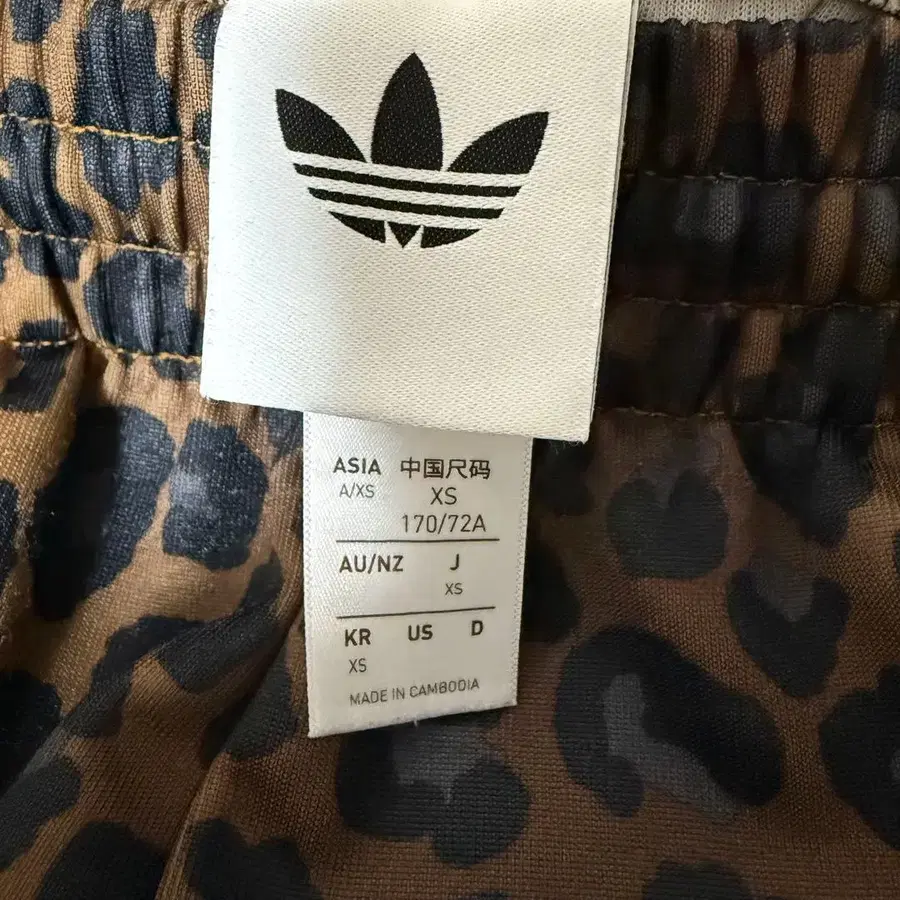 ASIA 中国尺码
A/XS XS
170/72A
AU/NZ J
XS
KR US D
XS
MADE IN CAMBODIA